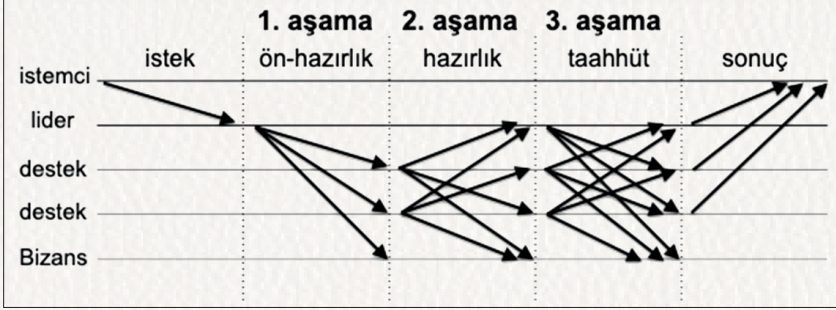 1. aşama 2. aşama 3. aşama
istek ön-hazırlık hazırlık taahhüt sonuç
istemci
lider
destek
destek
Bizans